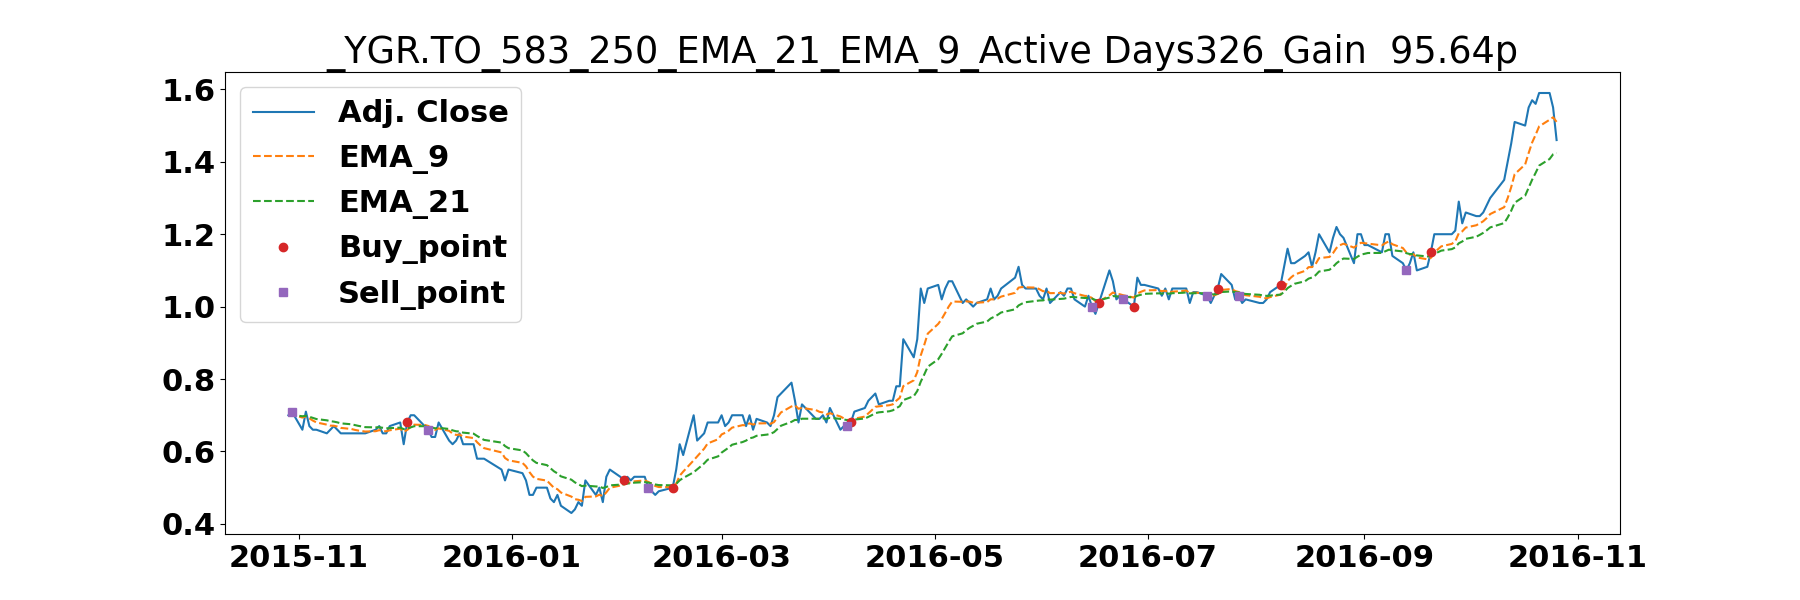 _YGR.TO_583_250_EMA_21_EMA_9_Active Days326_Gain  95.64p
1.6
1.4
1.2
1.0
0.8
0.6
0.4
Adj. Close
EMA_9
EMA_21
Buy_point
Sell_point
2015-11 2016-01 2016-03 2016-05 2016-07 2016-09 2016-11